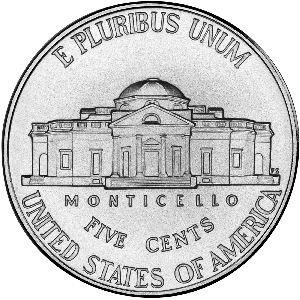 E PLURIBUS UNUM
MONTICELLO
FIVE CENTS
UNITED STATES OF AMERICA